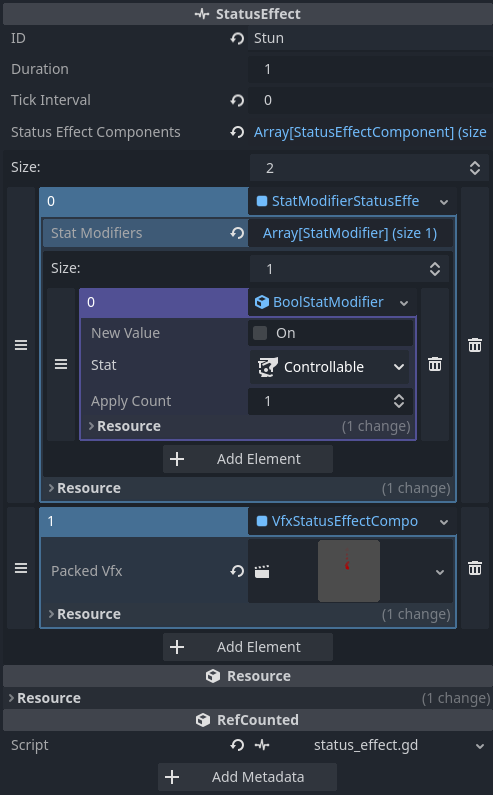 StatusEffect
ID Stun
Duration 1
Tick Interval 0
Status Effect Components Array[StatusEffectComponent] (size
Size: 2
0 StatModifierStatusEffe
Stat Modifiers Array[StatModifier] (size 1)
Size: 1
0 BoolStatModifier
New Value On
Stat Controllable
Apply Count 1
Resource (1 change)
Add Element
Resource (1 change)
1 VfxStatusEffectCompo
Packed Vfx
Resource (1 change)
Add Element
Resource
Resource (1 change)
RefCounted
Script status_effect.gd
Add Metadata